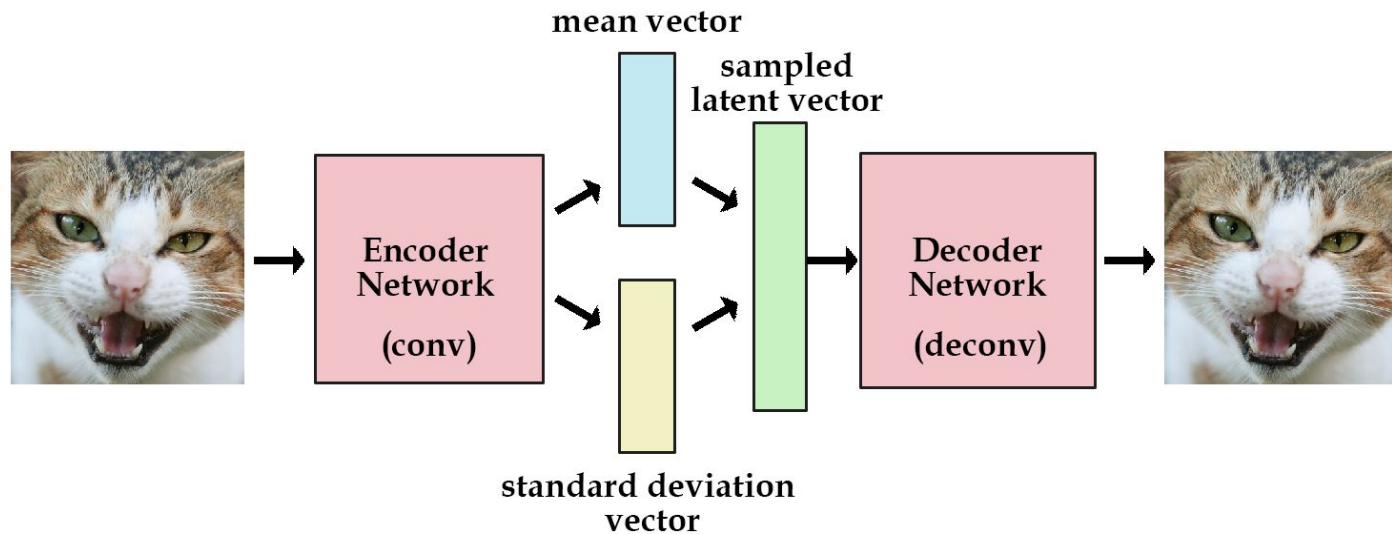 mean vector
sampled
latent vector
Encoder
Network
(conv)
Decoder
Network
(deconv)
standard deviation
vector